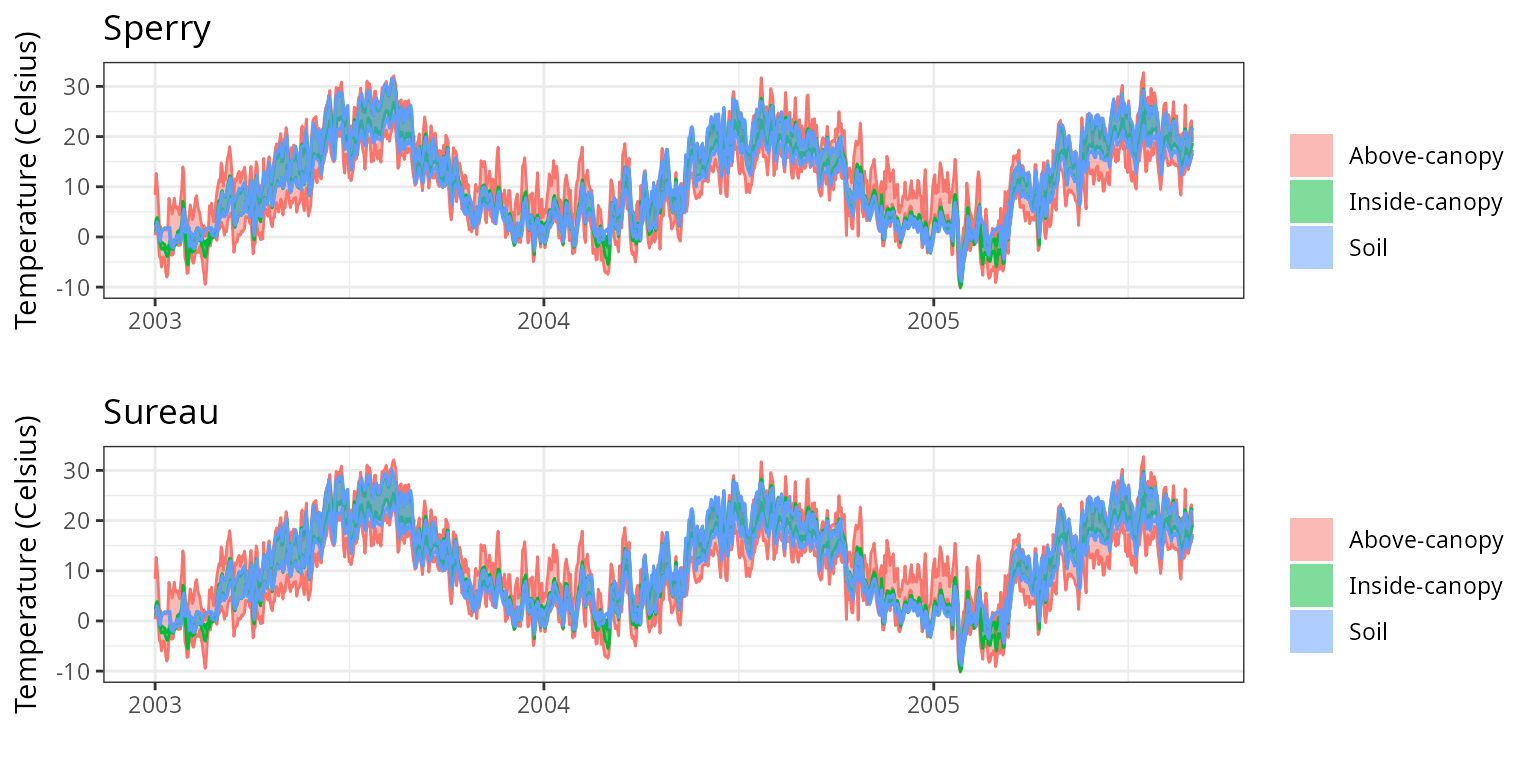 Sperry
Temperature (Celsius)
30
20
10
0
-10
2003
2004
2005
Above-canopy
Inside-canopy
Soil
Sureau
Temperature (Celsius)
30
20
10
0
-10
2003
2004
2005
Above-canopy
Inside-canopy
Soil